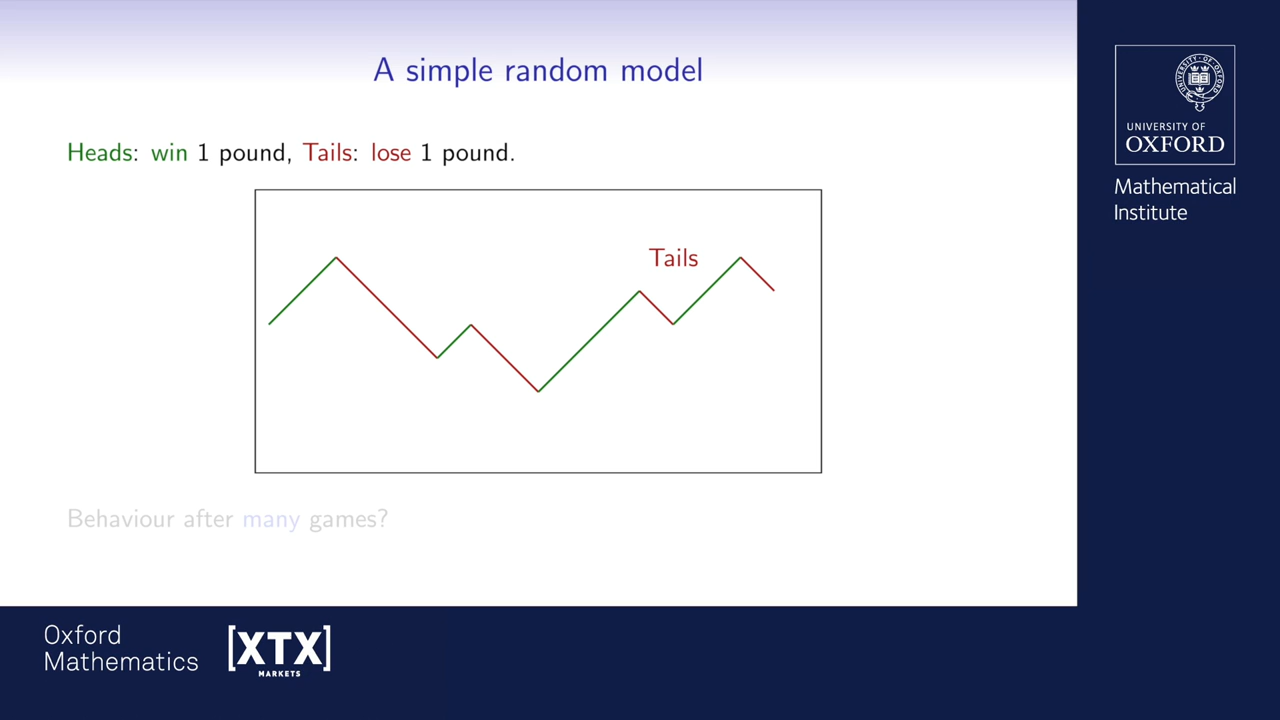 A simple random model
Heads: win 1 pound, Tails: lose 1 pound.
Tails
Behaviour after many games?
UNIVERSITY OF
OXFORD
Mathematical
Institute
Oxford
Mathematics
[XTX]
MARKETS